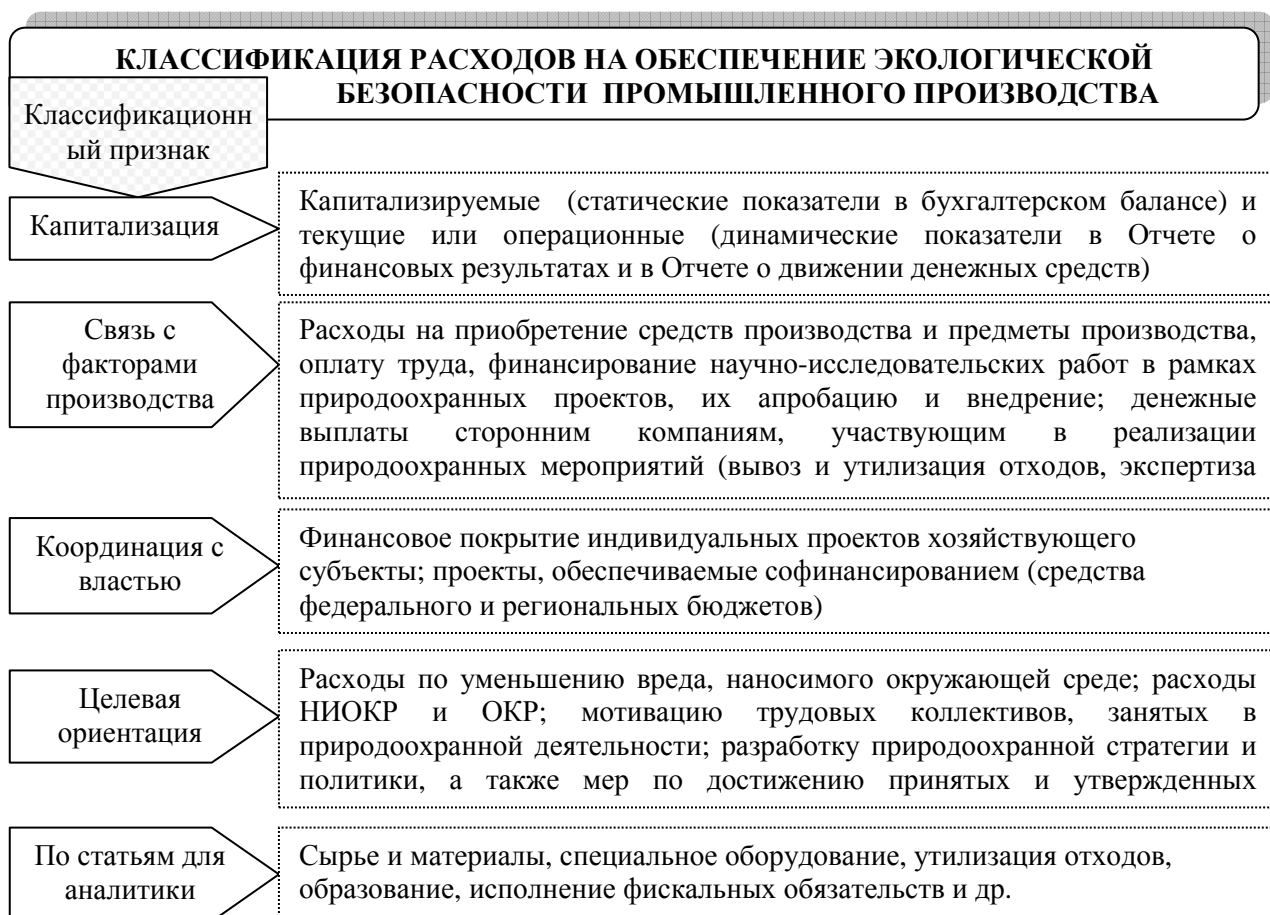 КЛАССИФИКАЦИЯ РАСХОДОВ НА ОБЕСПЕЧЕНИЕ ЭКОЛОГИЧЕСКОЙ
БЕЗОПАСНОСТИ ПРОМЫШЛЕННОГО ПРОИЗВОДСТВА
Классификационн
ый признак
Капитализация
Капитализируемые (статические показатели в бухгалтерском балансе) и
текущие или операционные (динамические показатели в Отчете о
финансовых результатах и в Отчете о движении денежных средств)
Связь с
факторами
производства
Расходы на приобретение средств производства и предметы производства,
оплату труда, финансирование научно-исследовательских работ в рамках
природоохранных проектов, их апробацию и внедрение; денежные
выплаты сторонним компаниям, участвующим в реализации
природоохранных мероприятий (вывоз и утилизация отходов, экспертиза
Координация с
властью
Финансовое покрытие индивидуальных проектов хозяйствующего
субъекты; проекты, обеспечиваемые софинансированием (средства
федерального и региональных бюджетов)
Целевая
ориентация
Расходы по уменьшению вреда, наносимого окружающей среде; расходы
НИОКР и ОКР; мотивацию трудовых коллективов, занятых в
природоохранной деятельности; разработку природоохранной стратегии и
политики, а также мер по достижению принятых и утвержденных
По статьям для
аналитики
Сырье и материалы, специальное оборудование, утилизация отходов,
образование, исполнение фискальных обязательств и др.